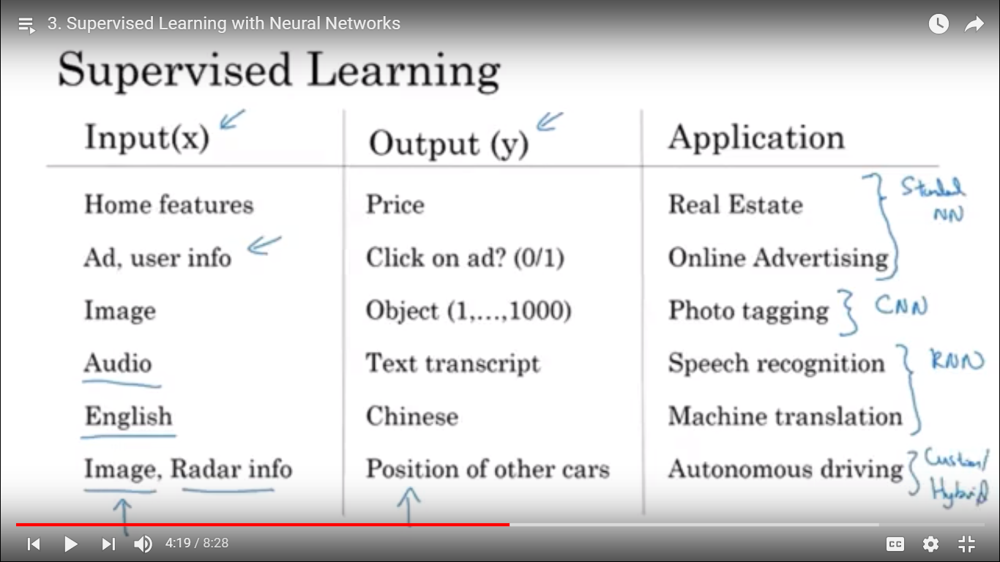 3. Supervised Learning with Neural Networks
Supervised Learning
Input(x) Output (y) Application
Home features Price Real Estate
Standard
NN
Ad, user info Click on ad? (0/1) Online Advertising
Image Object (1,...,1000) Photo tagging CNN
Audio Text transcript Speech recognition RNN
English Chinese Machine translation
Image, Radar info Position of other cars Autonomous driving Custom/
Hybrid
4:19 / 8:28 CC